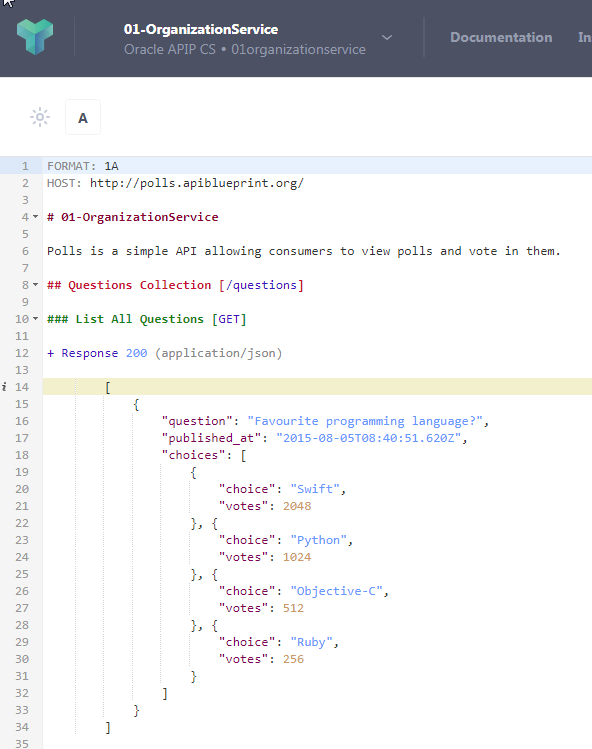 01-OrganizationService
Oracle APIP CS • 01organizationservice
Documentation
In
A
1 FORMAT: 1A
2 HOST: http://polls.apiblueprint.org/
3
4 # 01-OrganizationService
5
6 Polls is a simple API allowing consumers to view polls and vote in them.
7
8 ## Questions Collection [/questions]
9
10 ### List All Questions [GET]
11
12 + Response 200 (application/json)
13
i 14         [
15             {
16                 "question": "Favourite programming language?",
17                 "published_at": "2015-08-05T08:40:51.620Z",
18                 "choices": [
19                     {
20                         "choice": "Swift",
21                         "votes": 2048
22                     }, {
23                         "choice": "Python",
24                         "votes": 1024
25                     }, {
26                         "choice": "Objective-C",
27                         "votes": 512
28                     }, {
29                         "choice": "Ruby",
30                         "votes": 256
31                     }
32                 ]
33             }
34         ]
35